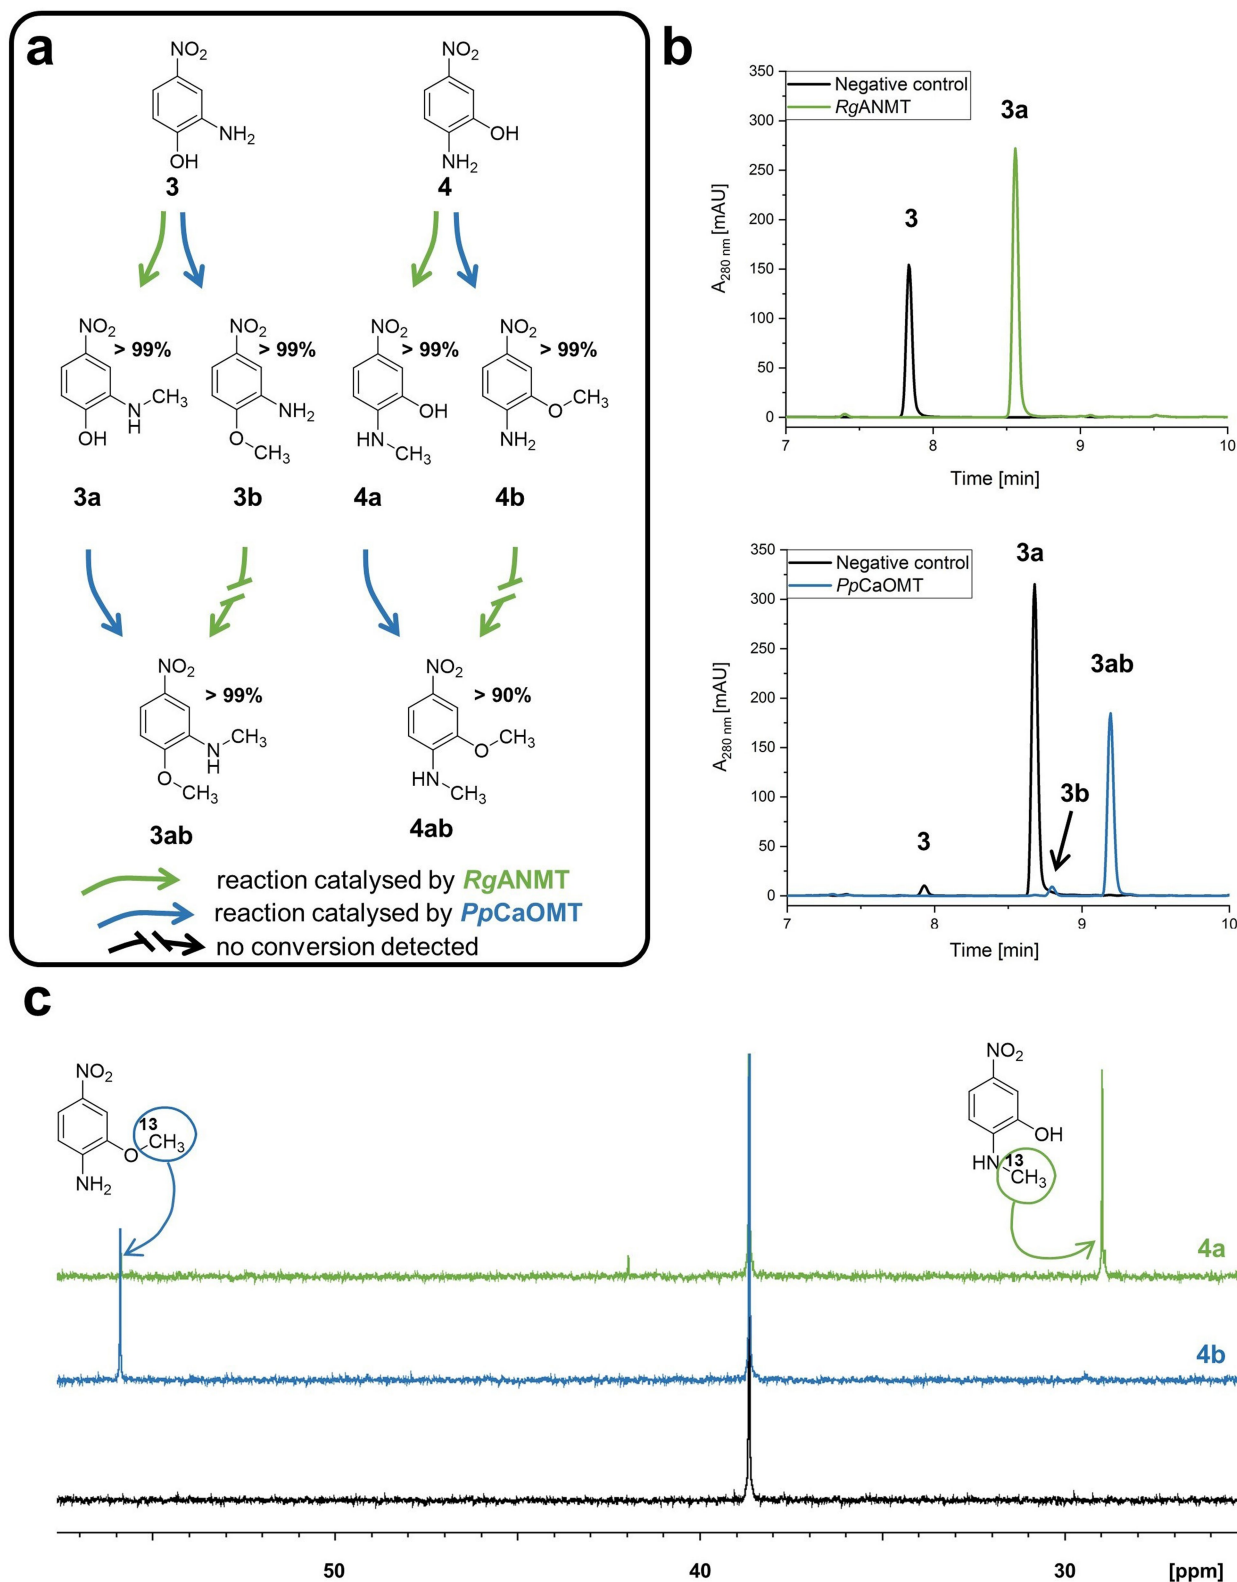 a
NO2
NH2
OH
3
NO2
OH
NH2
4
NO2
> 99%
CH3
N
H
OH
3a
NO2
> 99%
NH2
O
CH3
3b
NO2
> 99%
OH
HN
CH3
4a
NO2
> 99%
CH3
O
NH2
4b
NO2
> 99%
CH3
N
H
O
CH3
3ab
NO2
> 90%
CH3
O
HN
CH3
4ab
reaction catalysed by RgANMT
reaction catalysed by PpCaOMT
no conversion detected
b
Negative control
RgANMT
3a
3
A280 nm [mAU]
350
300
250
200
150
100
50
0
7
8
9
10
Time [min]
Negative control
PpCaOMT
3a
3ab
3b
3
A280 nm [mAU]
350
300
250
200
150
100
50
0
7
8
9
10
Time [min]
c
NO2
13
CH3
O
NH2
NO2
OH
HN
13
CH3
4a
4b
50
40
30
[ppm]